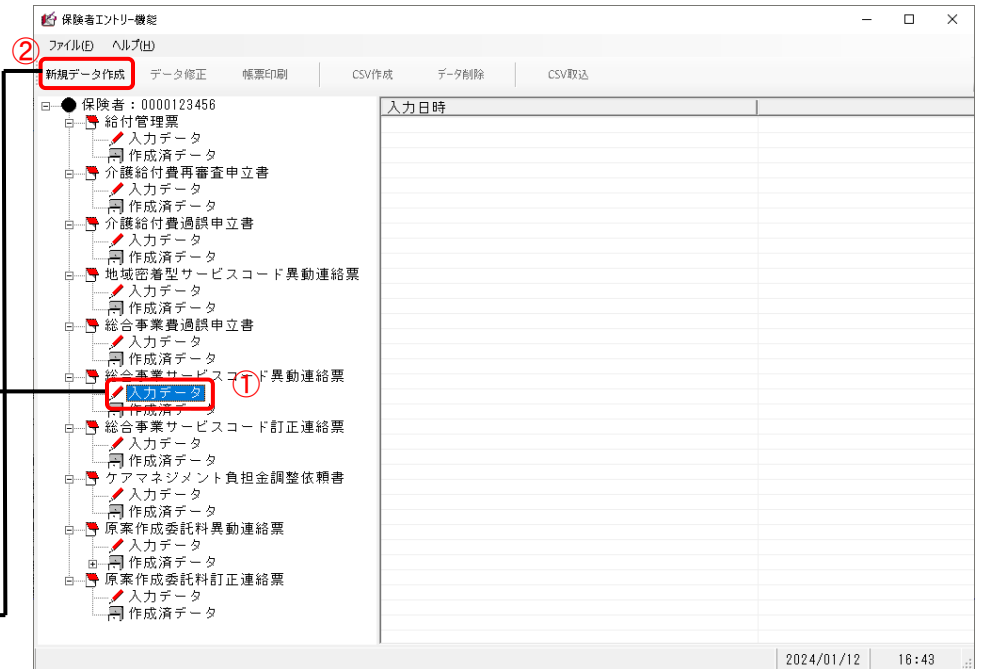 保険者エントリー機能
ファイル(F) ヘルプ(H)
②
新規データ作成 データ修正 帳票印刷 CSV作成 データ削除 CSV取込
保険者：0000123456
入力日時
給付管理票
入力データ
作成済データ
介護給付費再審査申立書
入力データ
作成済データ
介護給付費過誤申立書
入力データ
作成済データ
地域密着型サービスコード異動連絡票
入力データ
作成済データ
総合事業費過誤申立書
入力データ
作成済データ
総合事業サービスコード異動連絡票
①
入力データ
作成済データ
総合事業サービスコード訂正連絡票
入力データ
作成済データ
ケアマネジメント負担金調整依頼書
入力データ
作成済データ
原案作成委託料異動連絡票
入力データ
作成済データ
原案作成委託料訂正連絡票
入力データ
作成済データ
2024/01/12 16:43